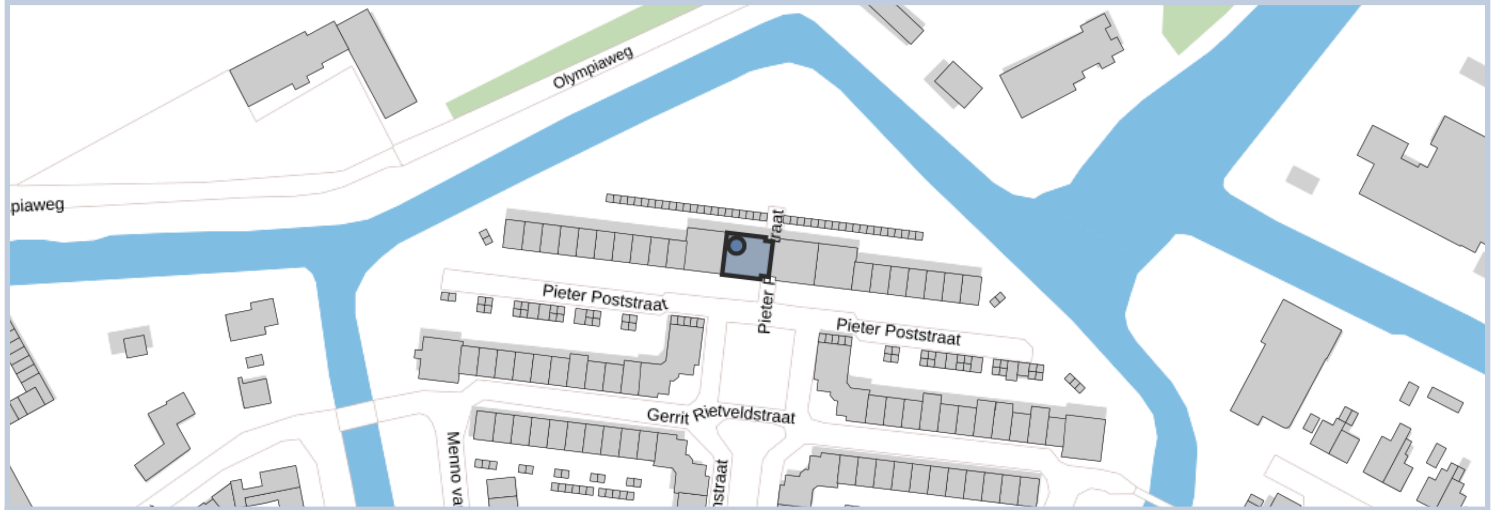 Olympiaweg
piaweg
traat
Pieter Poststraat
Pieter P
Pieter Poststraat
Gerrit Rietveldstraat
Menno va
nstraat